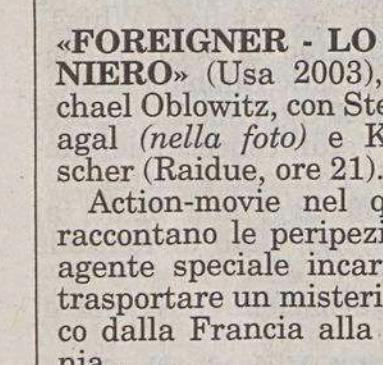 «FOREIGNER - LO
NIERO» (Usa 2003),
chael Oblowitz, con Ste
agal (nella foto) e K
scher (Raidue, ore 21).
Action-movie nel q
raccontano le peripezi
agente speciale incar
trasportare un misteri
co dalla Francia alla
nia